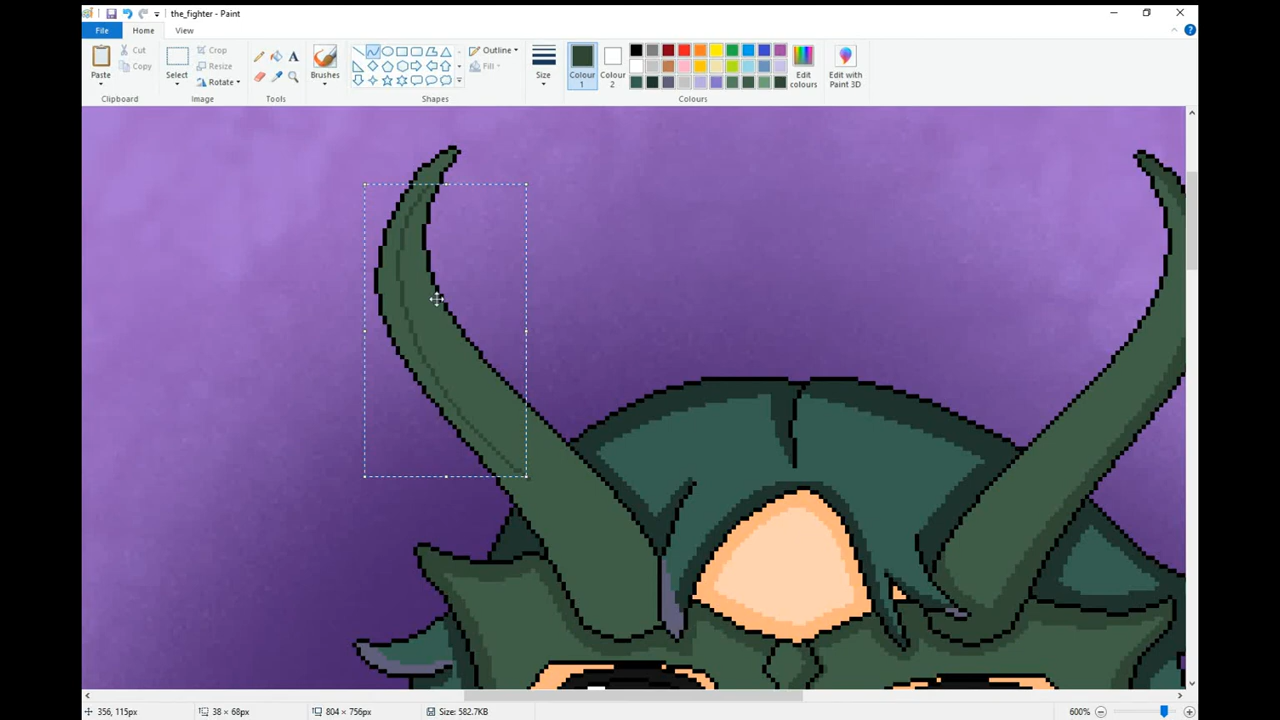 the_fighter - Paint
File
Home
View
Paste
Cut
Copy
Clipboard
Select
Crop
Resize
Rotate
Image
A
Tools
Brushes
Outline
Fill
Shapes
Size
Colour 1
Colour 2
Edit colours
Colours
Edit with Paint 3D
356, 115px
38 × 68px
804 × 756px
Size: 582.7KB
600%